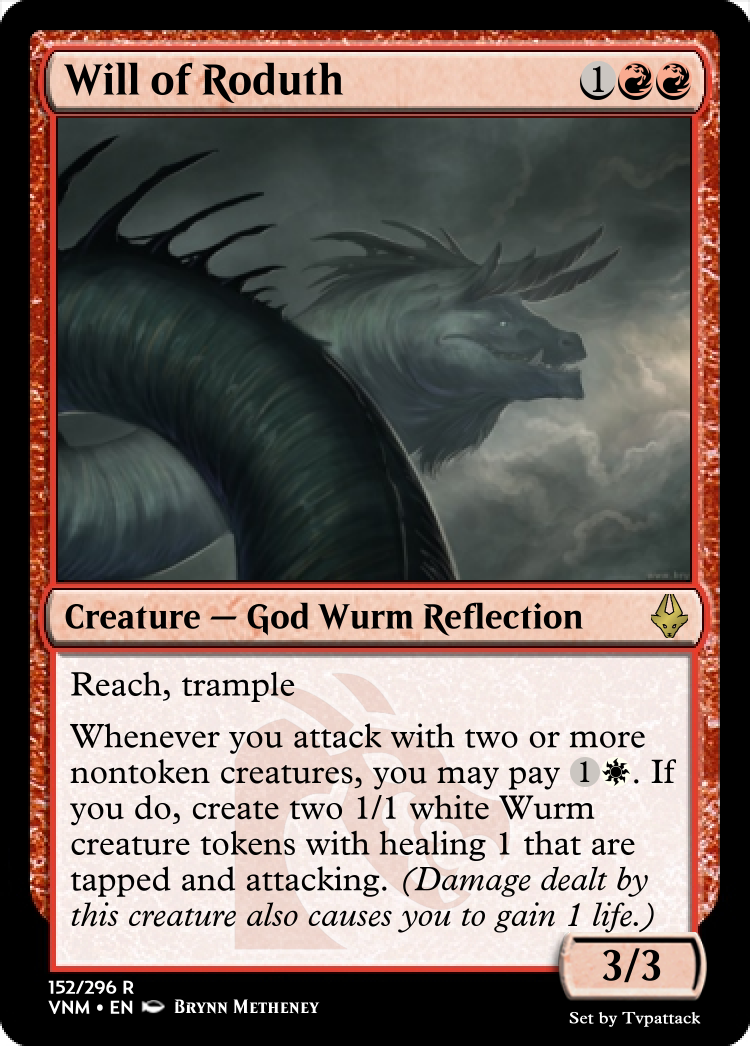 Will of Roduth 1
Creature — God Wurm Reflection
Reach, trample
Whenever you attack with two or more
nontoken creatures, you may pay 1. If
you do, create two 1/1 white Wurm
creature tokens with healing 1 that are
tapped and attacking. (Damage dealt by
this creature also causes you to gain 1 life.)
3/3
152/296 R
VNM • EN Brynn Metheney
Set by Tvpattack